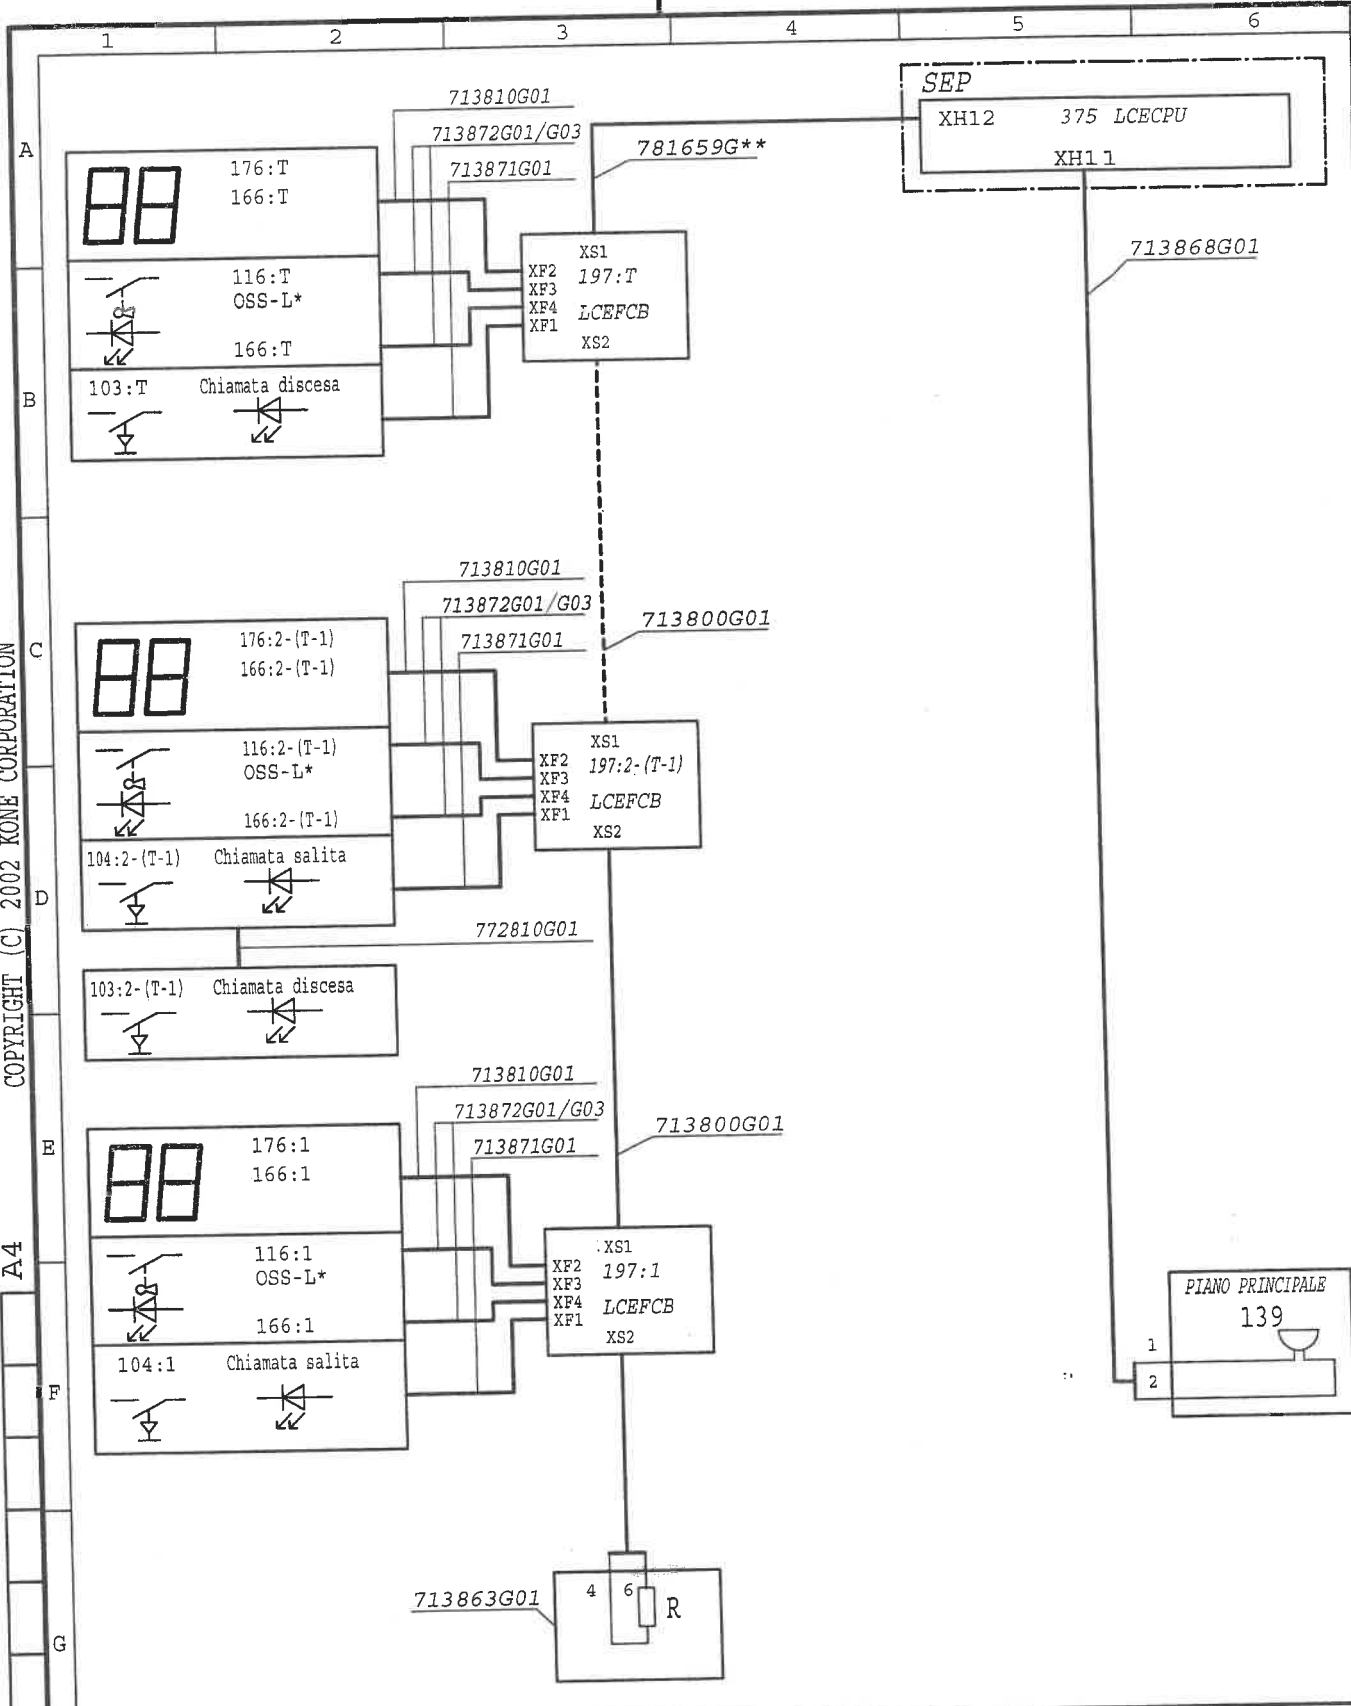 1 2 3 4 5 6
A
B
C
D
E
F
G
COPYRIGHT (C) 2002 KONE CORPORATION
A4
SEP
XH12 375 LCECPU
XH11
713868G01
781659G**
713810G01
713872G01/G03
713871G01
176:T
166:T
116:T
OSS-L*
166:T
103:T Chiamata discesa
XS1
XF2 197:T
XF3
XF4 LCEFCB
XF1
XS2
713810G01
713872G01/G03
713871G01
713800G01
176:2-(T-1)
166:2-(T-1)
116:2-(T-1)
OSS-L*
166:2-(T-1)
104:2-(T-1) Chiamata salita
XS1
XF2 197:2-(T-1)
XF3
XF4 LCEFCB
XF1
XS2
772810G01
103:2-(T-1) Chiamata discesa
713810G01
713872G01/G03
713871G01
713800G01
176:1
166:1
116:1
OSS-L*
166:1
104:1 Chiamata salita
XS1
XF2 197:1
XF3
XF4 LCEFCB
XF1
XS2
PIANO PRINCIPALE
139
1
2
713863G01
4 6 R